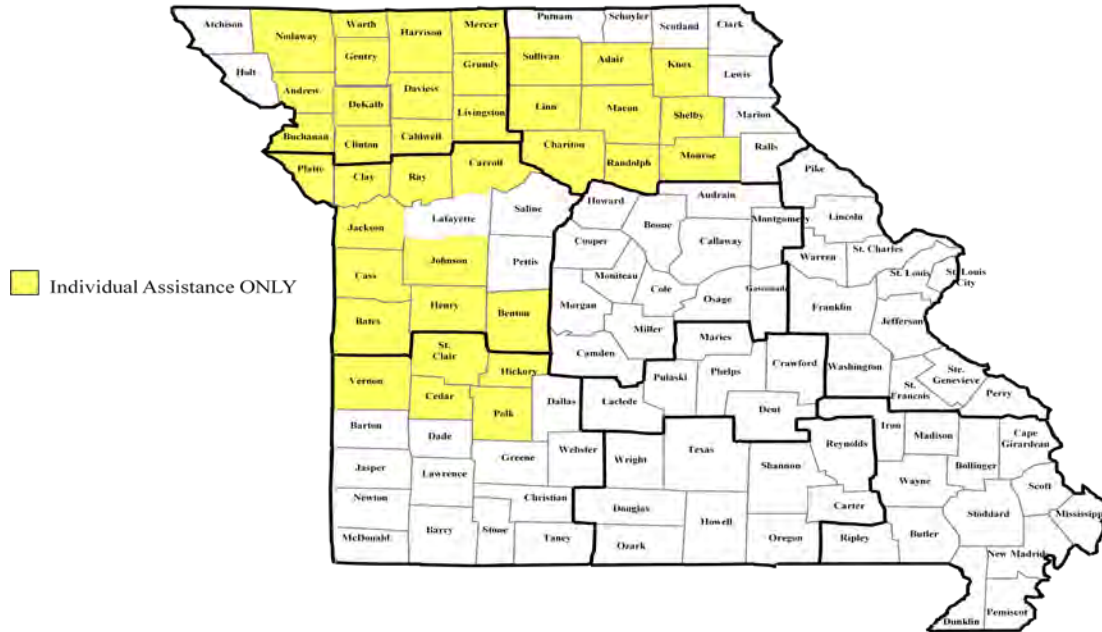 Atchison
Nodaway
Worth
Harrison
Mercer
Putnam
Schuyler
Scotland
Clark
Gentry
Holt
Sullivan
Adair
Knox
Grundy
Lewis
Andrew
DeKalb
Daviess
Linn
Macon
Shelby
Livingston
Marion
Buchanan
Clinton
Caldwell
Chariton
Randolph
Monroe
Ralls
Platte
Clay
Ray
Carroll
Pike
Saline
Howard
Audrain
Lafayette
Boone
Montgomery
Lincoln
Jackson
Cooper
Callaway
Warren
St. Charles
Johnson
Pettis
Moniteau
St. Louis
St. Louis
City
Cass
Cole
Osage
Gasconade
Individual Assistance ONLY
Henry
Benton
Morgan
Franklin
Bates
Miller
Jefferson
St.
Clair
Camden
Maries
Crawford
Washington
Ste.
Genevieve
Vernon
Hickory
Pulaski
Phelps
St.
Francois
Perry
Cedar
Polk
Dallas
Laclede
Dent
Barton
Dade
Iron
Madison
Cape
Girardeau
Greene
Webster
Wright
Texas
Reynolds
Jasper
Lawrence
Shannon
Bollinger
Wayne
Scott
Newton
Christian
Douglas
Carter
Stoddard
Mississippi
McDonald
Barry
Stone
Taney
Ozark
Howell
Oregon
Ripley
Butler
New Madrid
Dunklin
Pemiscot